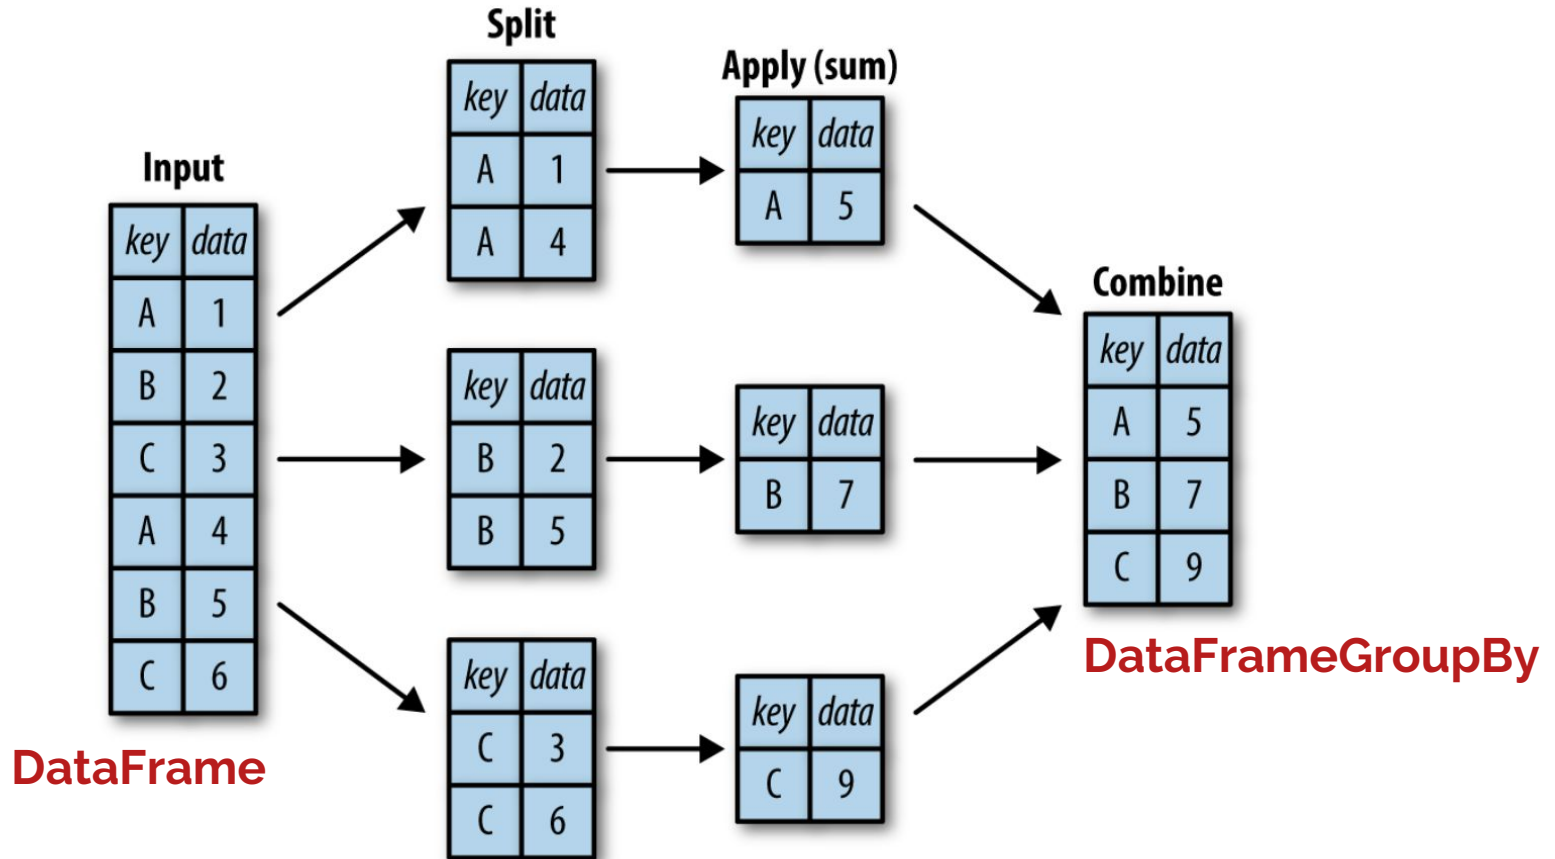 Input
key data
A 1
B 2
C 3
A 4
B 5
C 6
DataFrame
Split
key data
A 1
A 4
key data
B 2
B 5
key data
C 3
C 6
Apply (sum)
key data
A 5
key data
B 7
key data
C 9
Combine
key data
A 5
B 7
C 9
DataFrameGroupBy